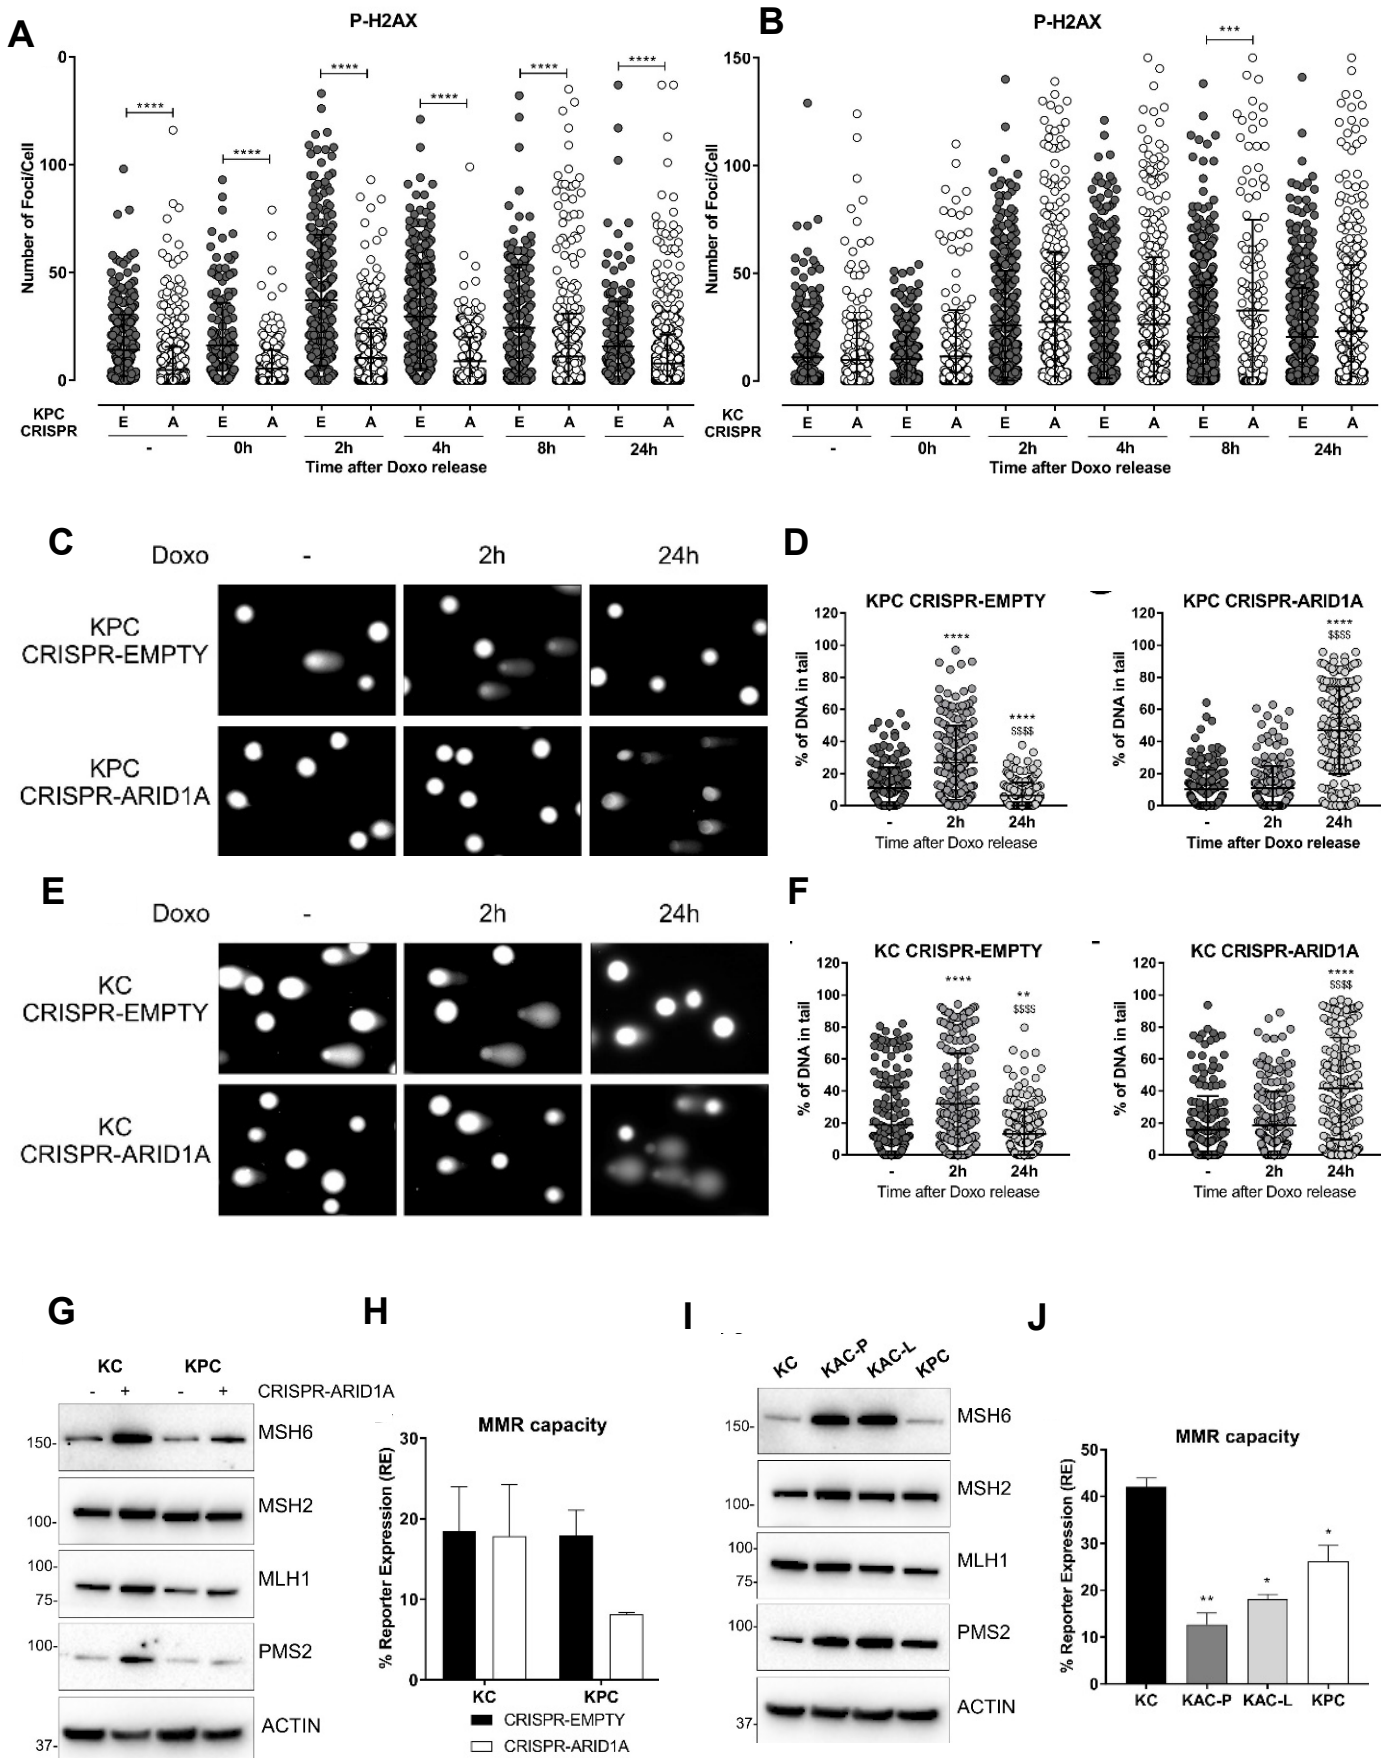 A
P-H2AX
Number of Foci/Cell
0
100
50
0
****
****
****
****
****
****
KPC
CRISPR
E A E A E A E A E A E A
- 0h 2h 4h 8h 24h
Time after Doxo release
B
P-H2AX
Number of Foci/Cell
150
100
50
0
***
KC
CRISPR
E A E A E A E A E A E A
- 0h 2h 4h 8h 24h
Time after Doxo release
C
Doxo - 2h 24h
KPC
CRISPR-EMPTY
KPC
CRISPR-ARID1A
D
KPC CRISPR-EMPTY
% of DNA in tail
120
100
80
60
40
20
0
****
****
$$$$
- 2h 24h
Time after Doxo release
KPC CRISPR-ARID1A
% of DNA in tail
120
100
80
60
40
20
0
****
$$$$
- 2h 24h
Time after Doxo release
E
Doxo - 2h 24h
KC
CRISPR-EMPTY
KC
CRISPR-ARID1A
F
KC CRISPR-EMPTY
% of DNA in tail
120
100
80
60
40
20
0
****
**
$$$$
- 2h 24h
Time after Doxo release
KC CRISPR-ARID1A
% of DNA in tail
120
100
80
60
40
20
0
****
$$$$
- 2h 24h
Time after Doxo release
G
KC KPC
- + - + CRISPR-ARID1A
150- MSH6
100- MSH2
100-
75- MLH1
100- PMS2
37- ACTIN
H
MMR capacity
% Reporter Expression (RE)
30
20
10
0
KC KPC
CRISPR-EMPTY
CRISPR-ARID1A
I
KC KAC-P KAC-L KPC
150- MSH6
100- MSH2
100-
75- MLH1
100- PMS2
37- ACTIN
J
MMR capacity
% Reporter Expression (RE)
50
40
30
20
10
0
**
*
*
KC KAC-P KAC-L KPC